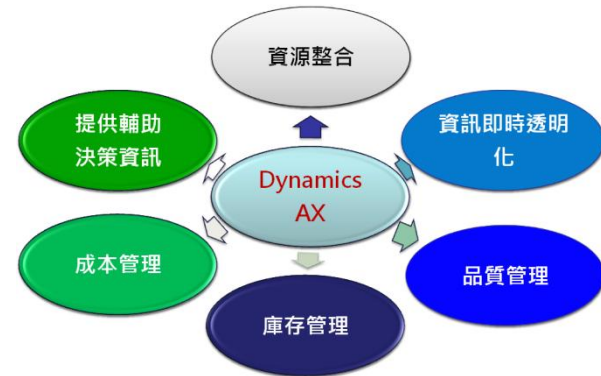 資源整合
提供輔助
決策資訊
資訊即時透明
化
Dynamics
AX
成本管理
品質管理
庫存管理